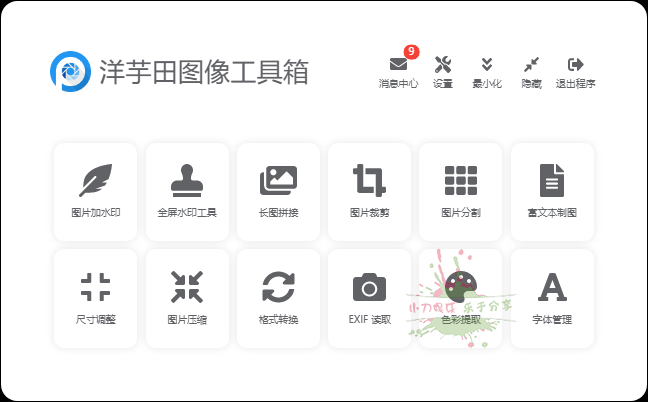 洋芋田图像工具箱
9
消息中心 设置 最小化 隐藏 退出程序
图片加水印 全屏水印工具 长图拼接 图片裁剪 图片分割 富文本制图
小刀娱乐 乐于分享
尺寸调整 图片压缩 格式转换 EXIF 读取 色彩提取 字体管理